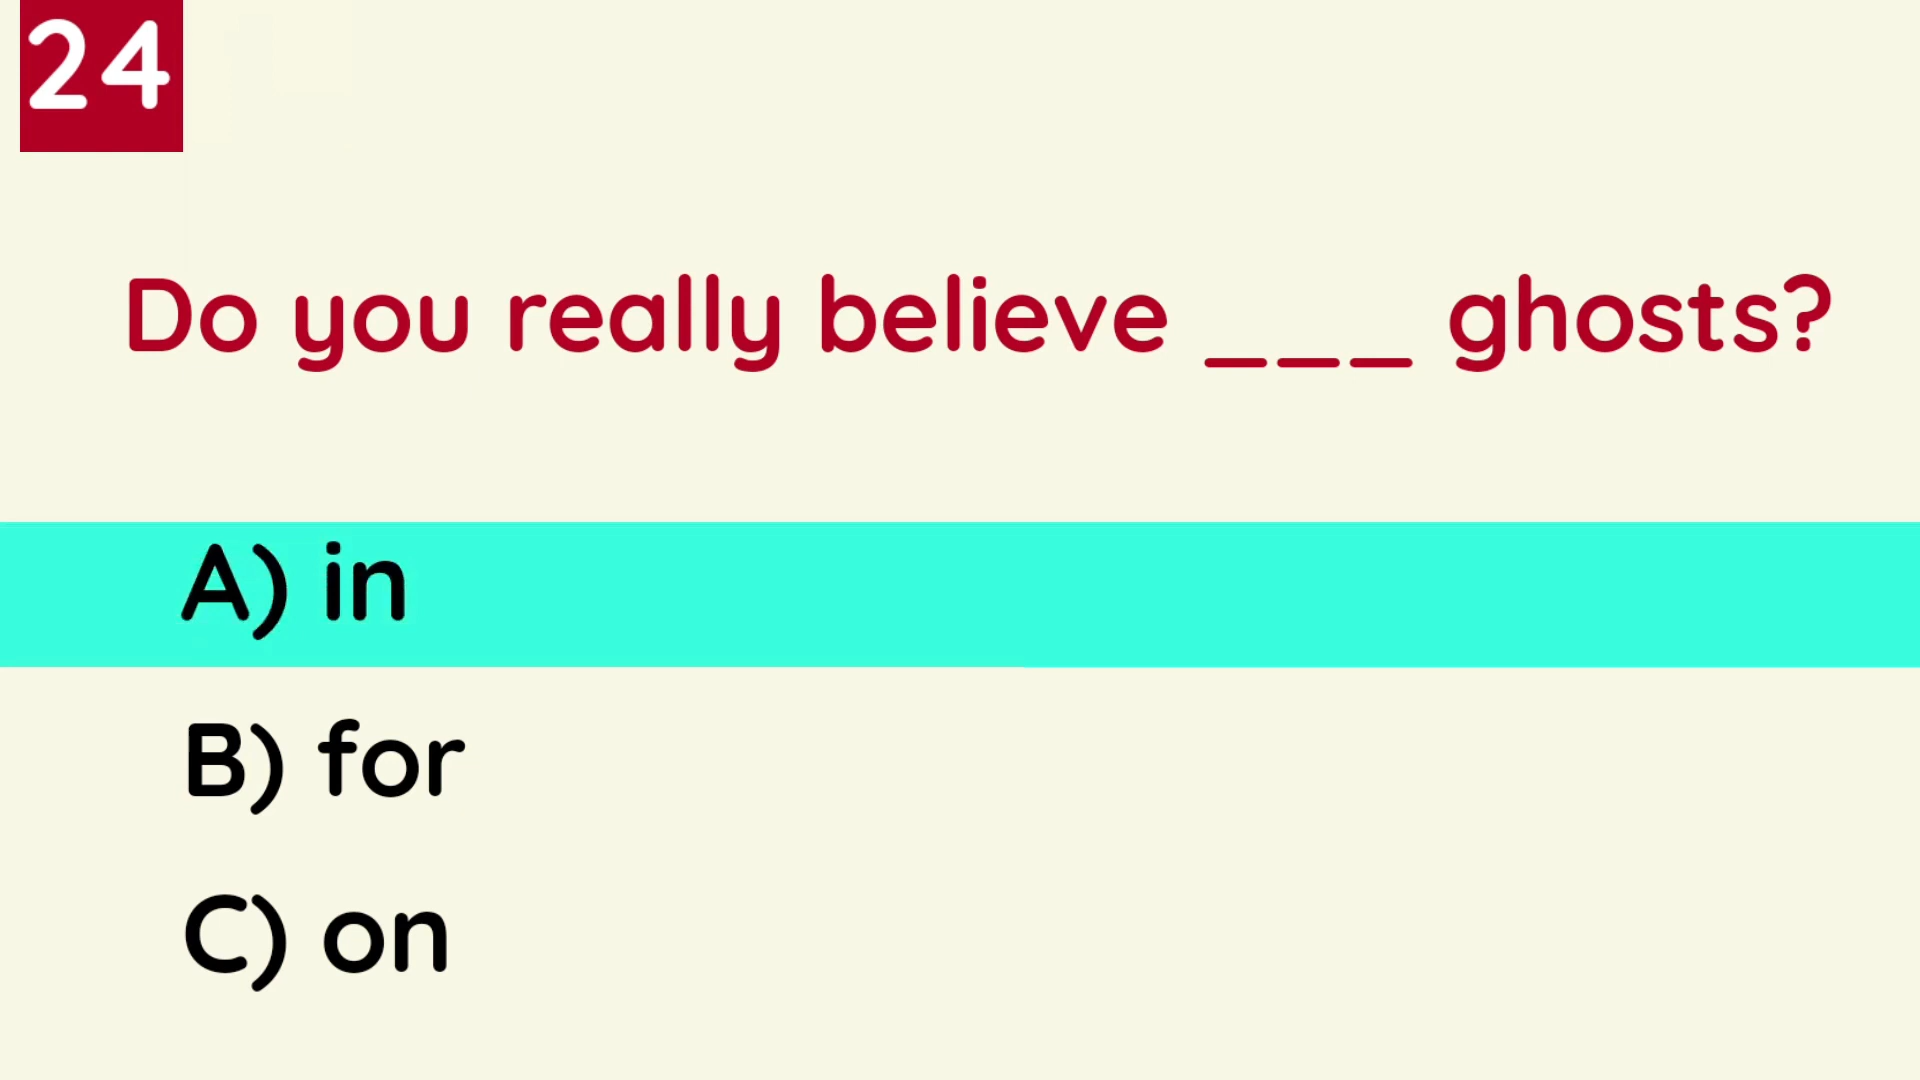 24
Do you really believe ___ ghosts?
A) in
B) for
C) on